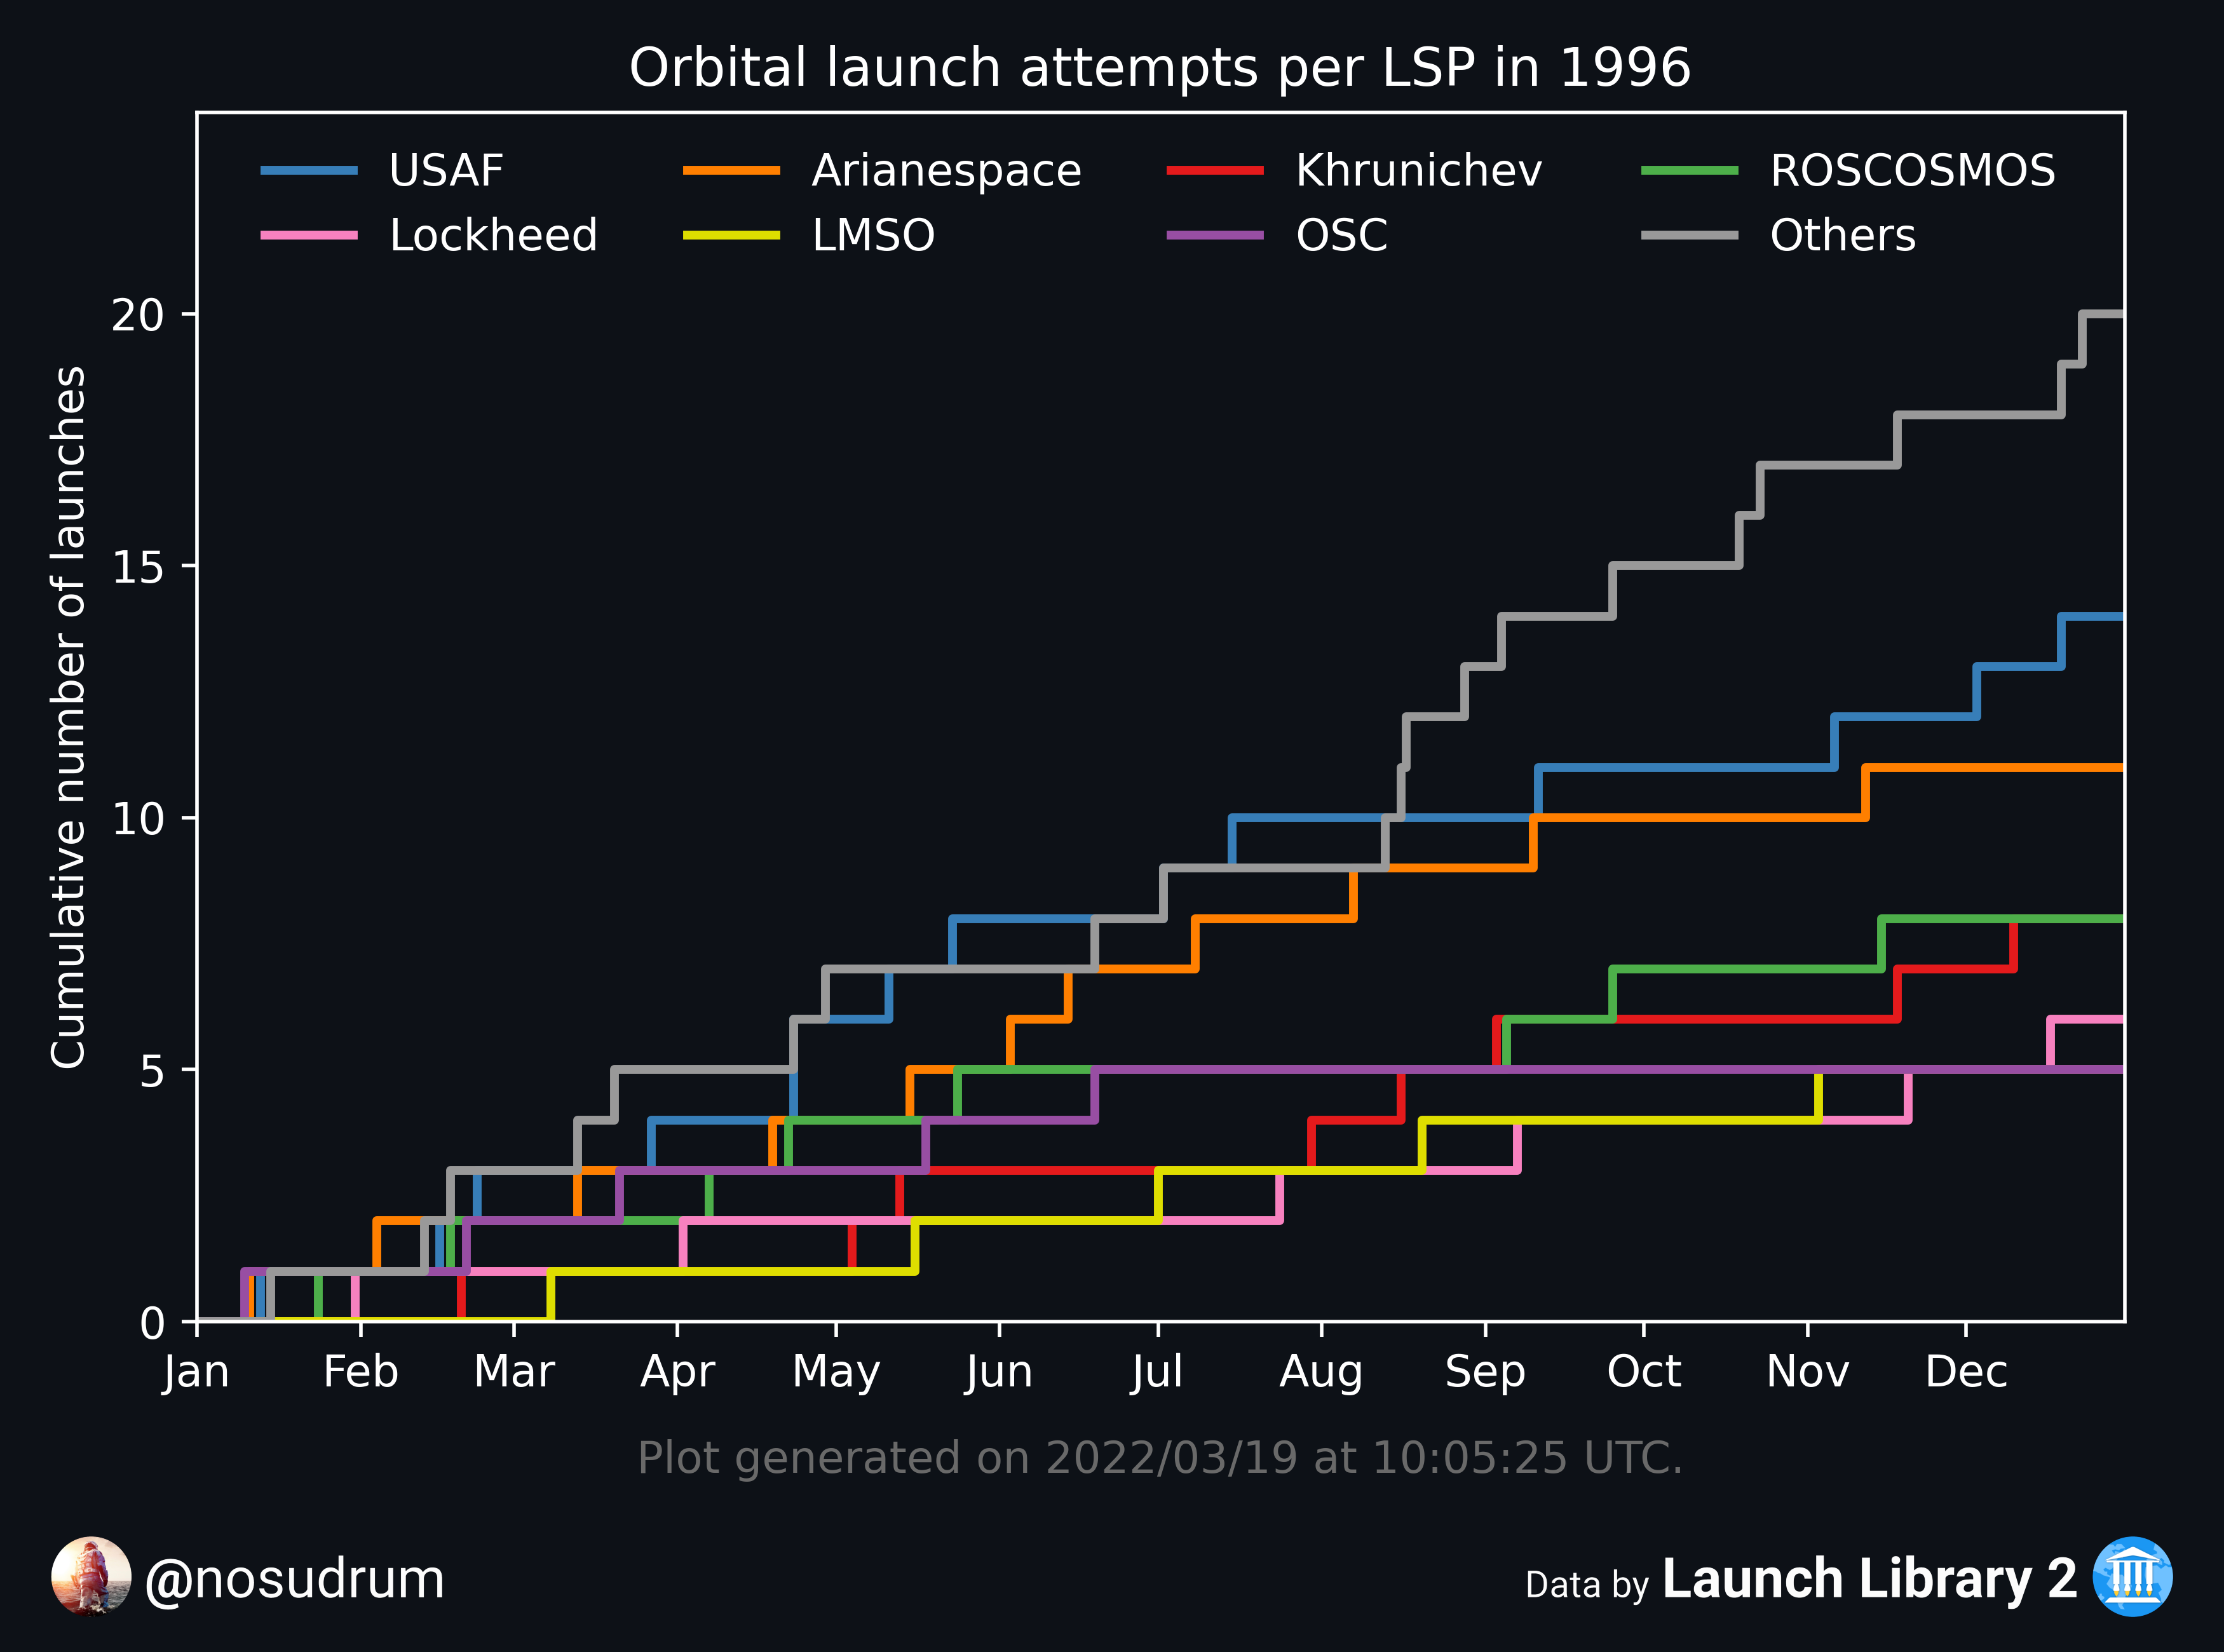 Orbital launch attempts per LSP in 1996
USAF Arianespace Khrunichev ROSCOSMOS
Lockheed LMSO OSC Others
Cumulative number of launches
20
15
10
5
0
Jan Feb Mar Apr May Jun Jul Aug Sep Oct Nov Dec
Plot generated on 2022/03/19 at 10:05:25 UTC.
@nosudrum
Data by Launch Library 2